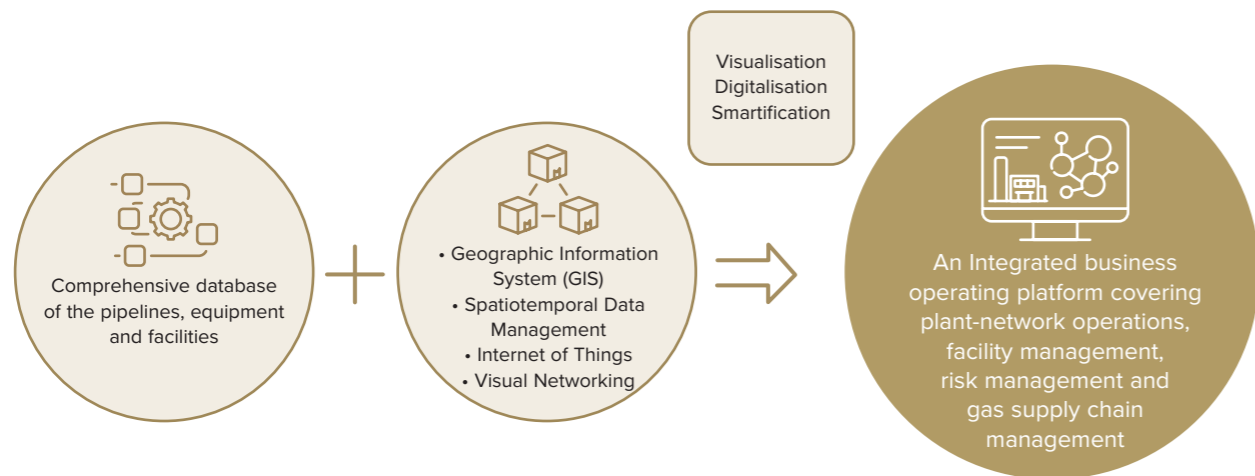 Comprehensive database
of the pipelines, equipment
and facilities
• Geographic Information
System (GIS)
• Spatiotemporal Data
Management
• Internet of Things
• Visual Networking
Visualisation
Digitalisation
Smartification
An Integrated business
operating platform covering
plant-network operations,
facility management,
risk management and
gas supply chain
management